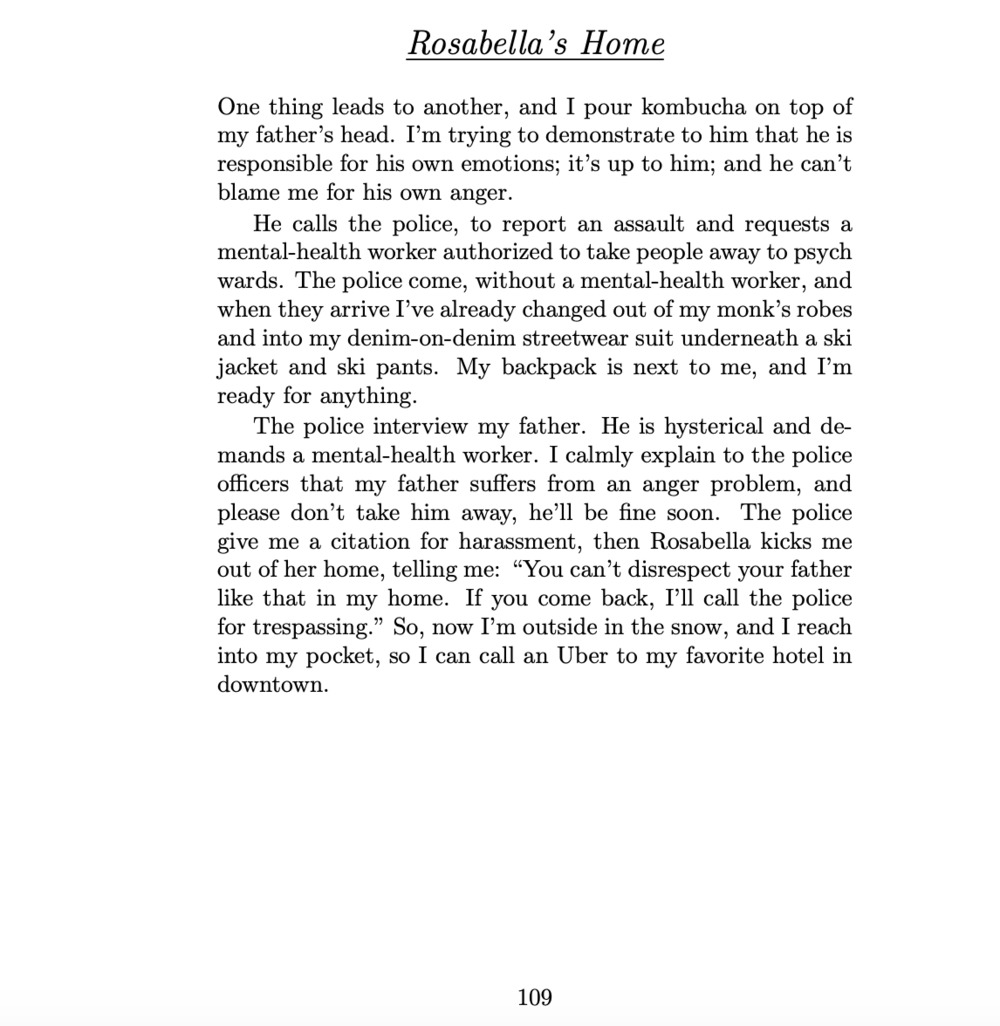 Rosabella's Home
One thing leads to another, and I pour kombucha on top of
my father's head. I'm trying to demonstrate to him that he is
responsible for his own emotions; it's up to him; and he can't
blame me for his own anger.
He calls the police, to report an assault and requests a
mental-health worker authorized to take people away to psych
wards. The police come, without a mental-health worker, and
when they arrive I've already changed out of my monk's robes
and into my denim-on-denim streetwear suit underneath a ski
jacket and ski pants. My backpack is next to me, and I'm
ready for anything.
The police interview my father. He is hysterical and de-
mands a mental-health worker. I calmly explain to the police
officers that my father suffers from an anger problem, and
please don't take him away, he'll be fine soon. The police
give me a citation for harassment, then Rosabella kicks me
out of her home, telling me: “You can't disrespect your father
like that in my home. If you come back, I'll call the police
for trespassing.” So, now I'm outside in the snow, and I reach
into my pocket, so I can call an Uber to my favorite hotel in
downtown.
109